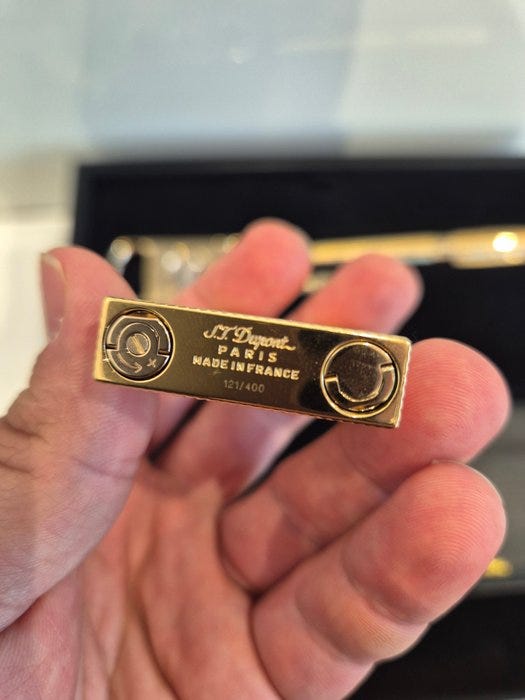 S.T. Dupont
PARIS
MADE IN FRANCE
121/400